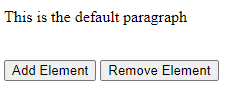 This is the default paragraph
Add Element Remove Element